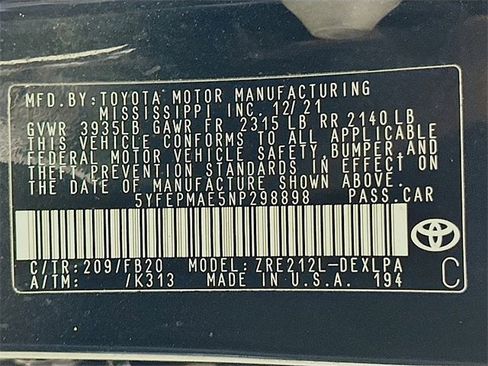 MFD. BY: TOYOTA MOTOR MANUFACTURING
MISSISSIPPI INC. 12/21
GVWR 3935LB GAWR FR 2315 LB RR 2140 LB
THIS VEHICLE CONFORMS TO ALL APPLICABLE
FEDERAL MOTOR VEHICLE SAFETY, BUMPER AND
THEFT PREVENTION STANDARDS IN EFFECT ON
THE DATE OF MANUFACTURE SHOWN ABOVE.
5YFEPMAE5NP298898 PASS.CAR
C/TR: 209/FB20 MODEL: ZRE212L-DEXLPA
A/TM: /K313 MADE IN U.S.A. 194 C